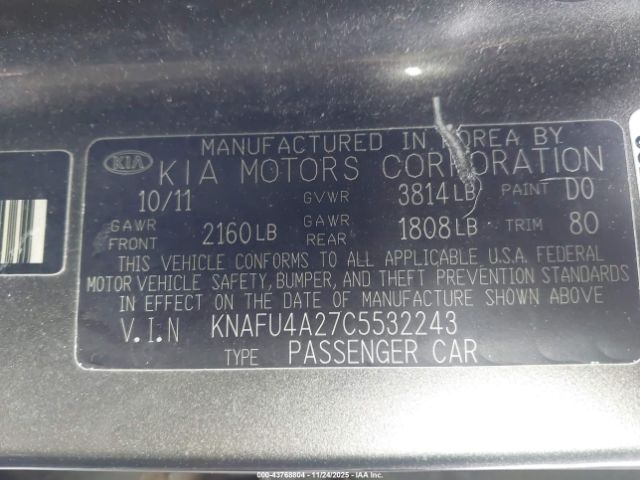 MANUFACTURED IN KOREA BY
KIA KIA MOTORS CORPORATION
10/11 GVWR 3814LB PAINT D0
GAWR FRONT 2160LB GAWR REAR 1808LB TRIM 80
THIS VEHICLE CONFORMS TO ALL APPLICABLE U.S.A. FEDERAL
MOTOR VEHICLE SAFETY, BUMPER, AND THEFT PREVENTION STANDARDS
IN EFFECT ON THE DATE OF MANUFACTURE SHOWN ABOVE
V.I.N KNAFU4A27C5532243
TYPE PASSENGER CAR
000-43768804 - 11/24/2025 - IAAI.CA